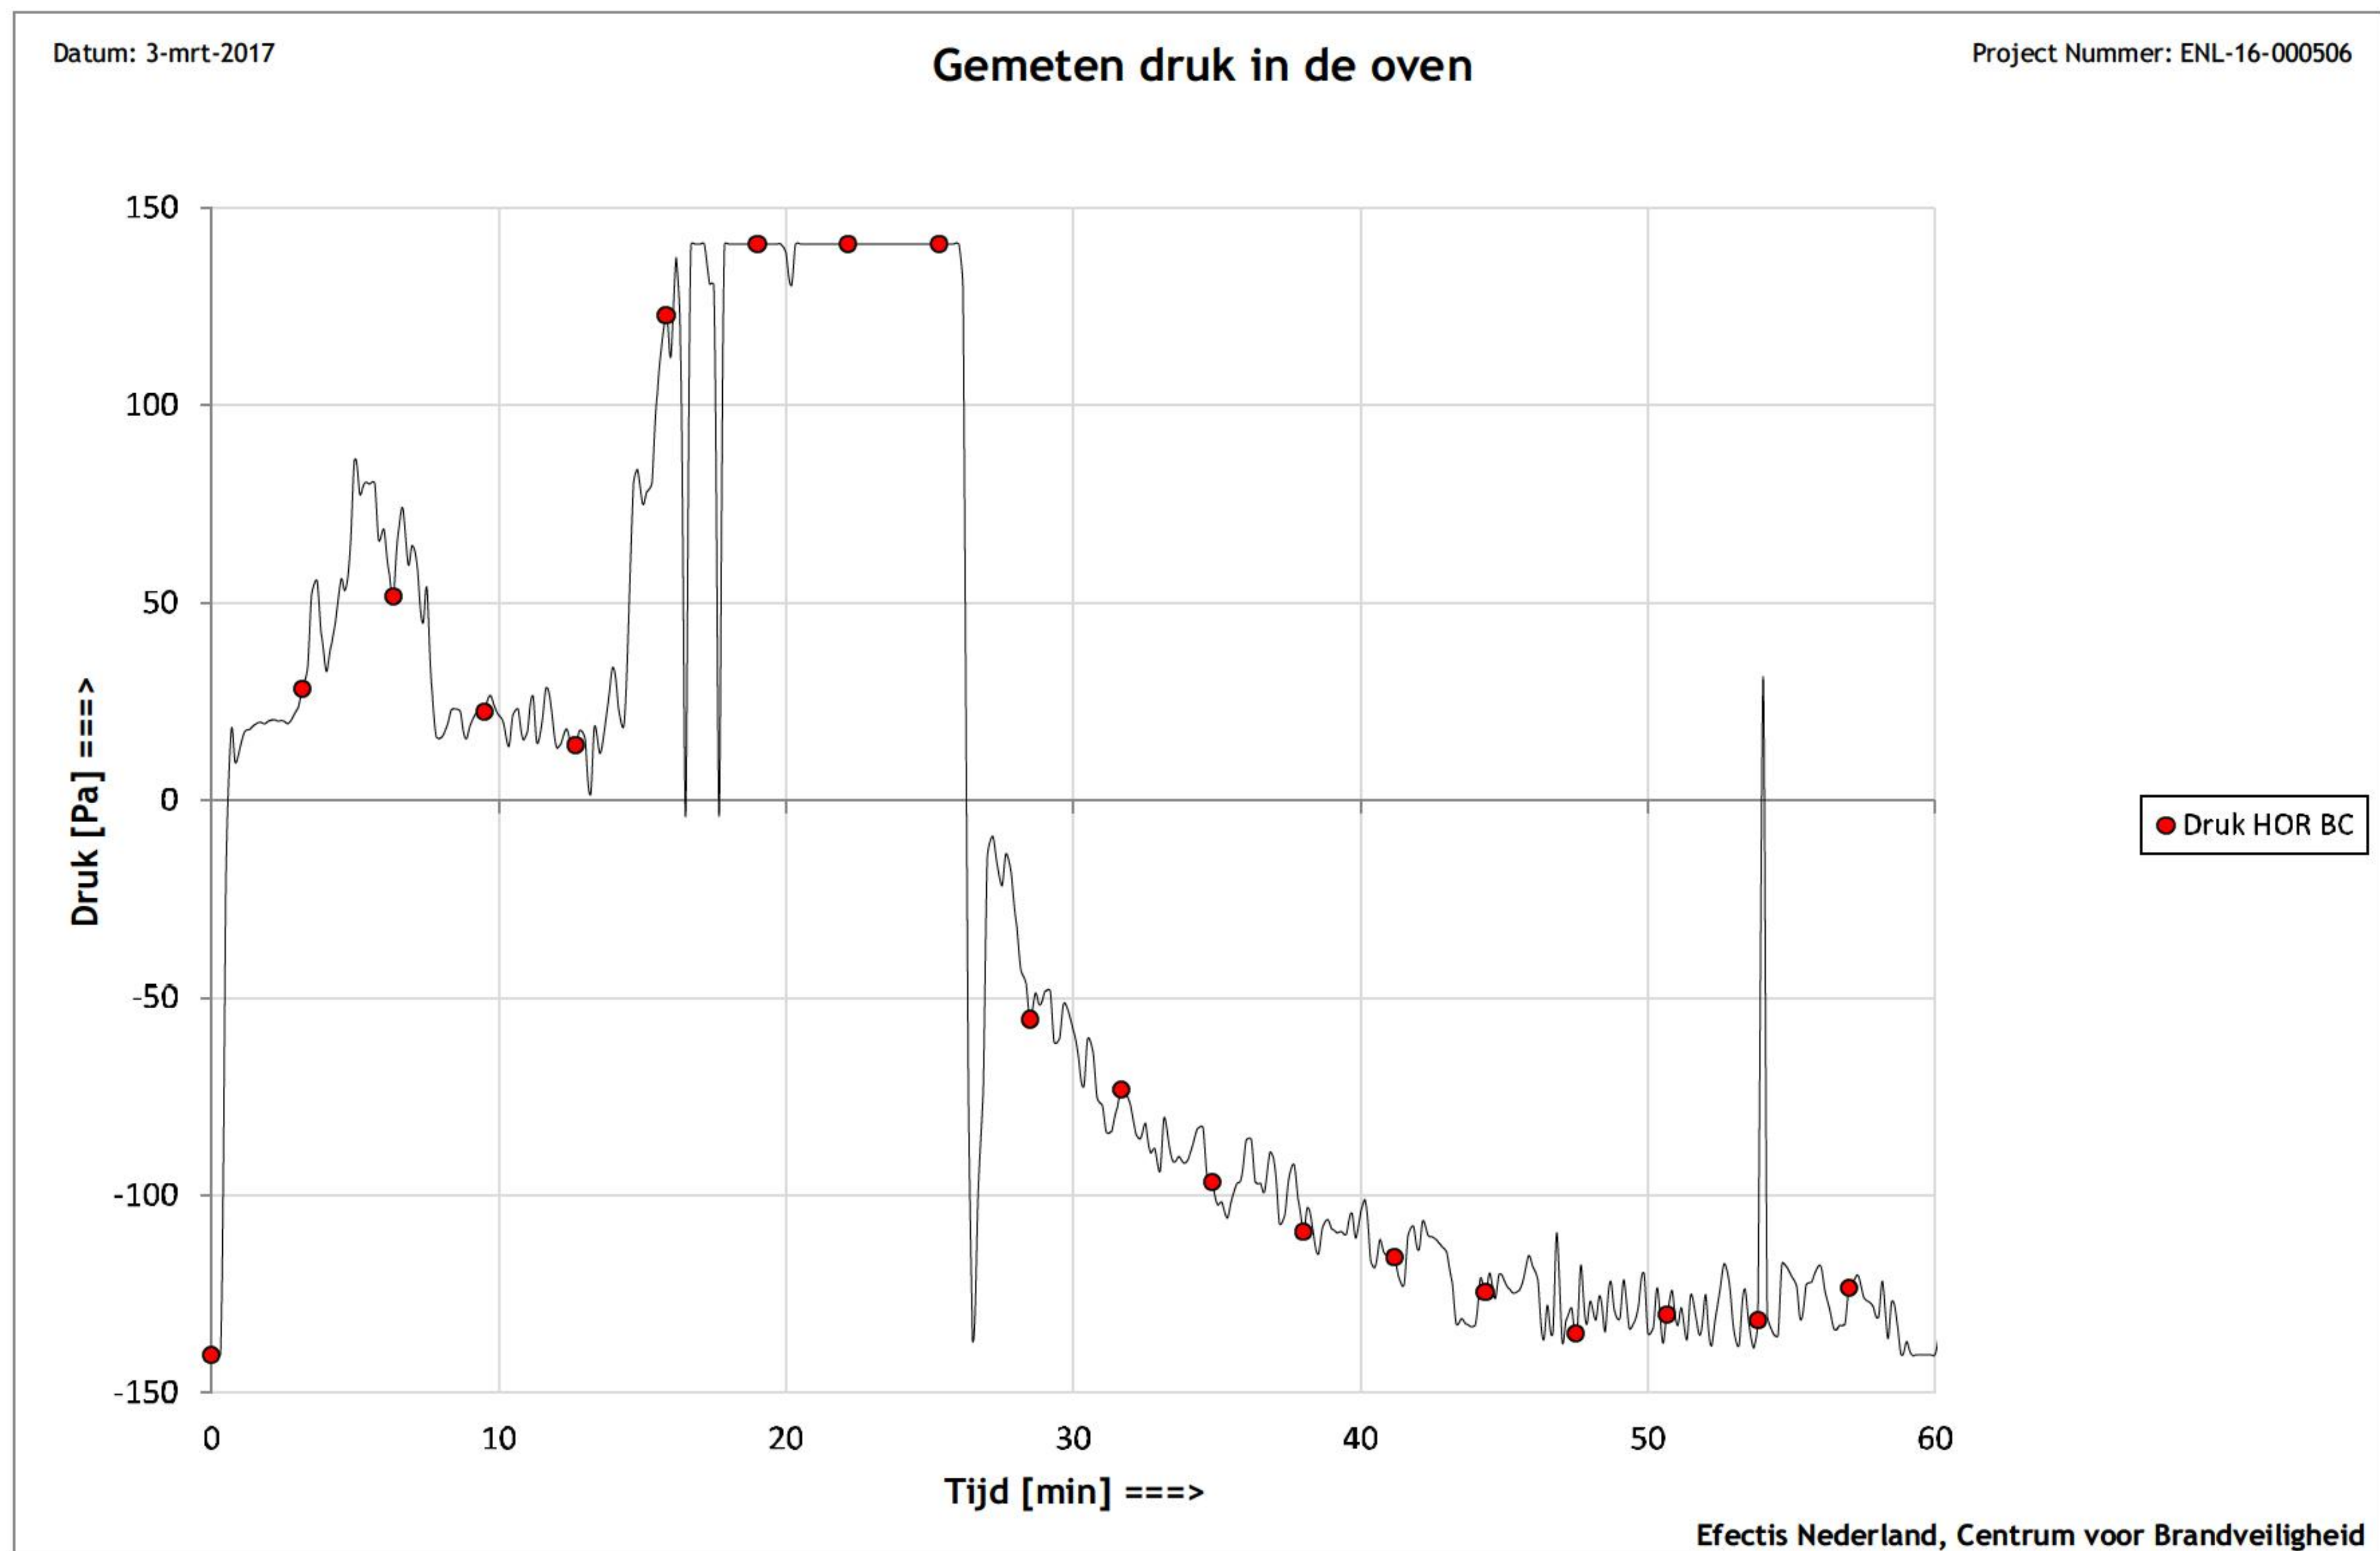 Datum: 3-mrt-2017
Gemeten druk in de oven
Project Nummer: ENL-16-000506
150
100
50
0
-50
-100
-150
Druk [Pa] ===>
0 10 20 30 40 50 60
Tijd [min] ===>
Druk HOR BC
Efectis Nederland, Centrum voor Brandveiligheid